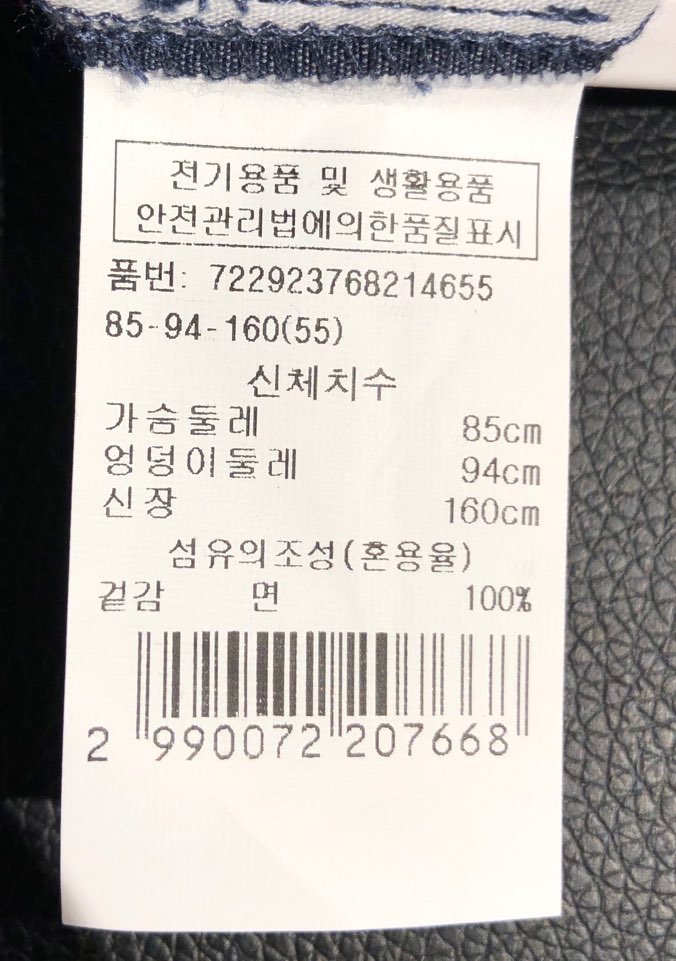 전기용품 및 생활용품
안전관리법에의한품질표시
품번: 722923768214655
85-94-160(55)
신체치수
가슴둘레 85cm
엉덩이둘레 94cm
신장 160cm
섬유의조성(혼용율)
겉감 면 100%
2 990072 207668